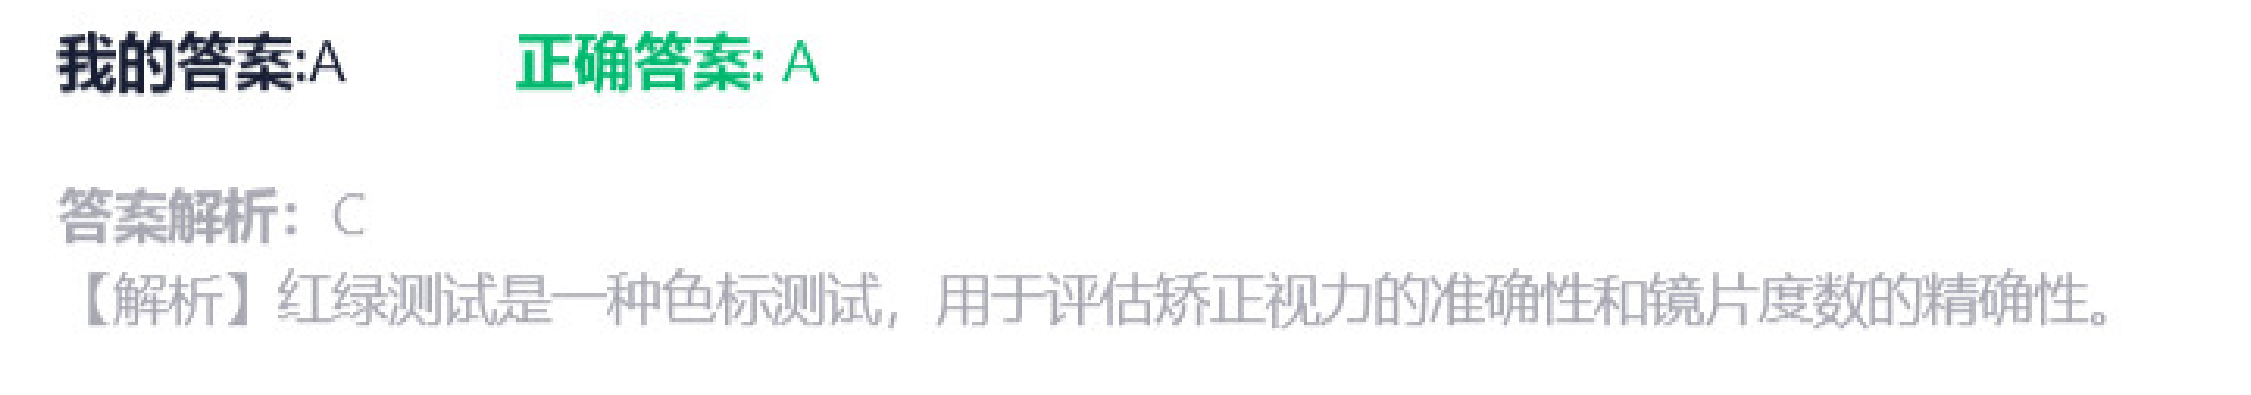 我的答案:A 正确答案: A
答案解析： C
【解析】红绿测试是一种色标测试，用于评估矫正视力的准确性和镜片度数的精确性。